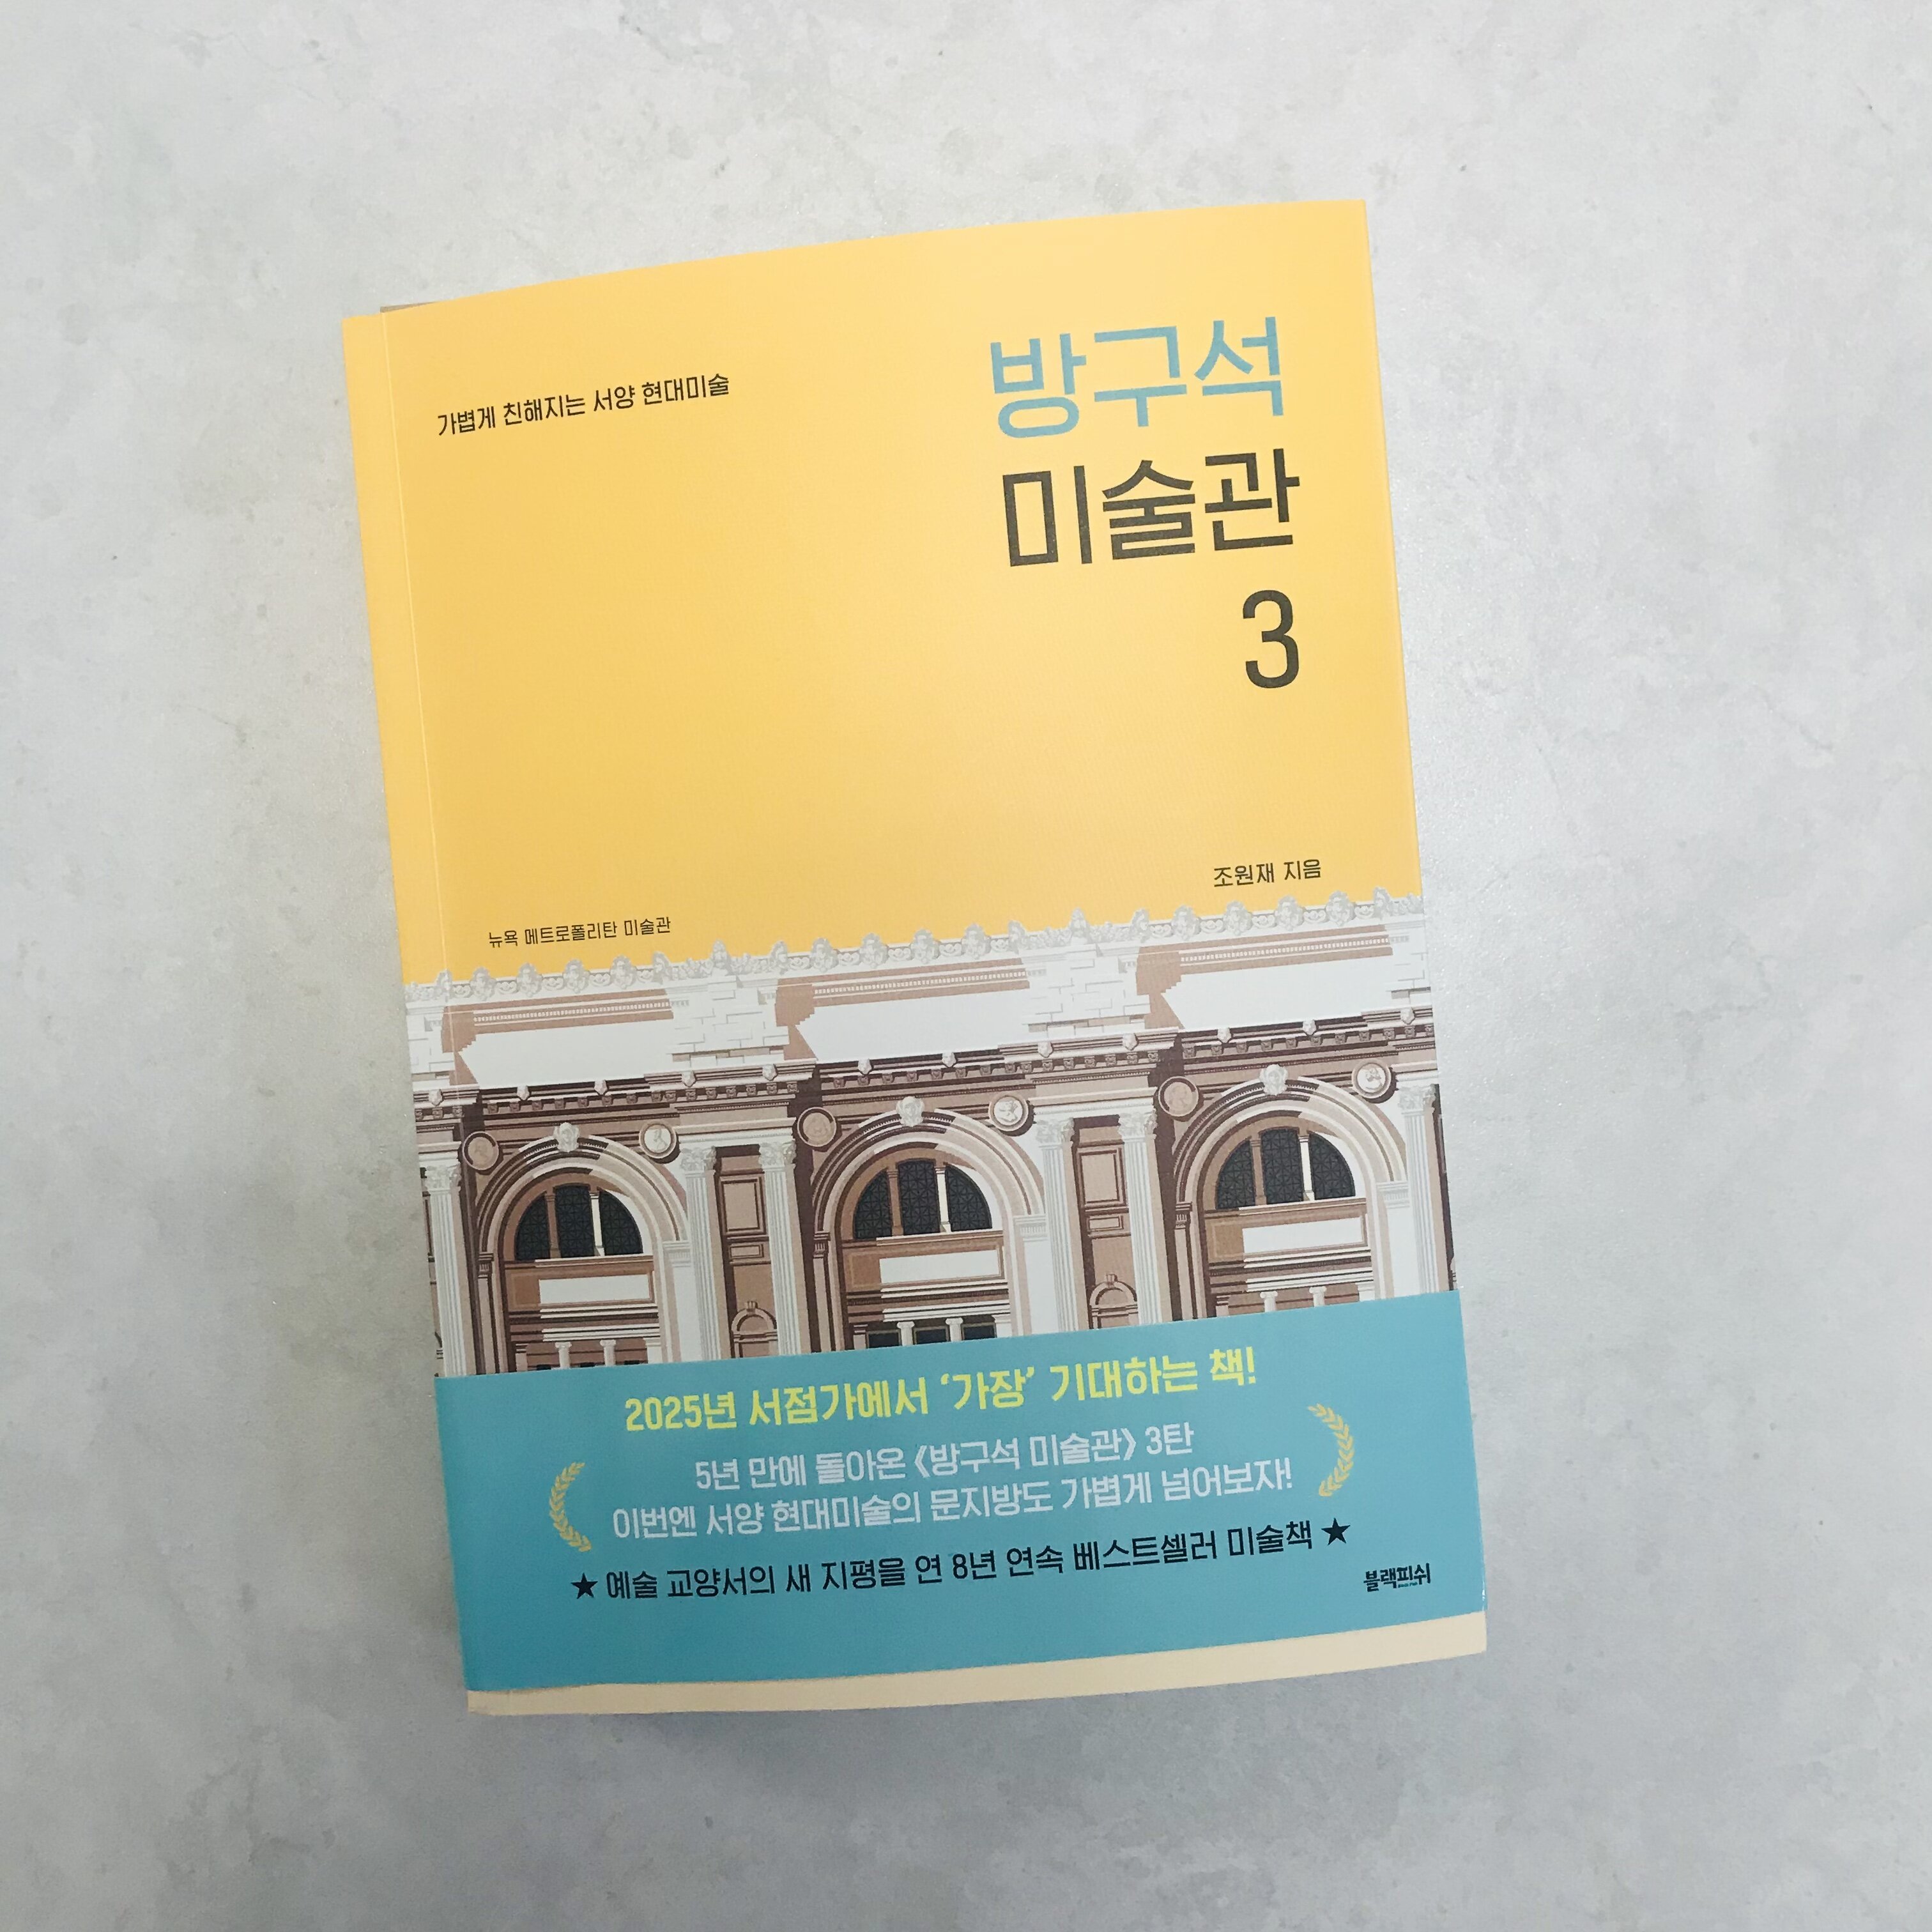 가볍게 친해지는 서양 현대미술
방구석
미술관
3
조원재 지음
뉴욕 메트로폴리탄 미술관
2025년 서점가에서 ‘가장’ 기대하는 책!
5년 만에 돌아온 《방구석 미술관》 3탄
이번엔 서양 현대미술의 문지방도 가볍게 넘어보자!
★ 예술 교양서의 새 지평을 연 8년 연속 베스트셀러 미술책 ★
블랙피쉬